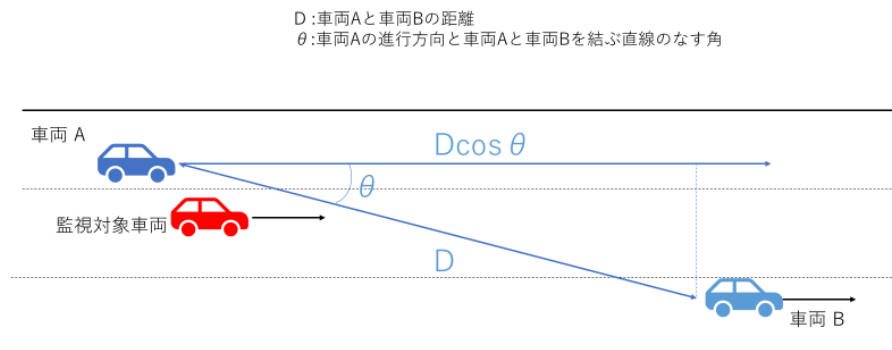 D：車両Aと車両Bの距離
θ：車両Aの進行方向と車両Aと車両Bを結ぶ直線のなす角
車両 A
Dcos θ
θ
監視対象車両
D
車両 B